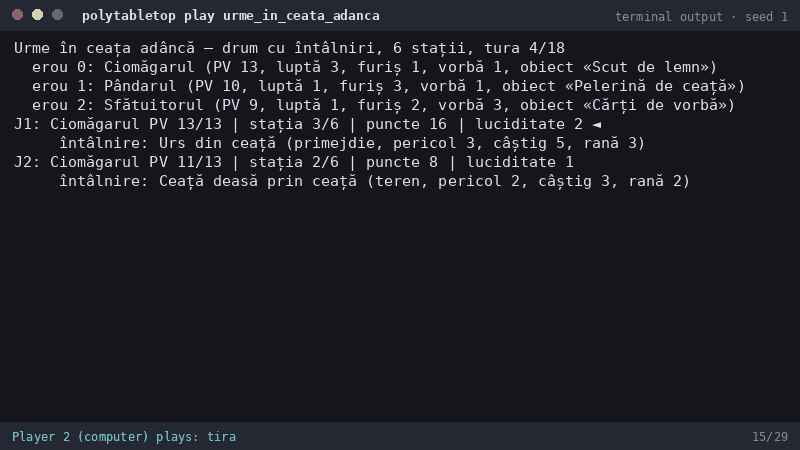 polytabletop play urme_in_ceata_adanca
terminal output · seed 1
Urme în ceața adâncă — drum cu întâlniri, 6 stații, tura 4/18
erou 0: Ciomăgarul (PV 13, luptă 3, furiș 1, vorbă 1, obiect «Scut de lemn»)
erou 1: Pândarul (PV 10, luptă 1, furiș 3, vorbă 1, obiect «Pelerină de ceață»)
erou 2: Sfătuitorul (PV 9, luptă 1, furiș 2, vorbă 3, obiect «Cărți de vorbă»)
J1: Ciomăgarul PV 13/13 | stația 3/6 | puncte 16 | luciditate 2 ◄
întâlnire: Urs din ceață (primejdie, pericol 3, câștig 5, rană 3)
J2: Ciomăgarul PV 11/13 | stația 2/6 | puncte 8 | luciditate 1
întâlnire: Ceață deasă prin ceață (teren, pericol 2, câștig 3, rană 2)
Player 2 (computer) plays: tira
15/29